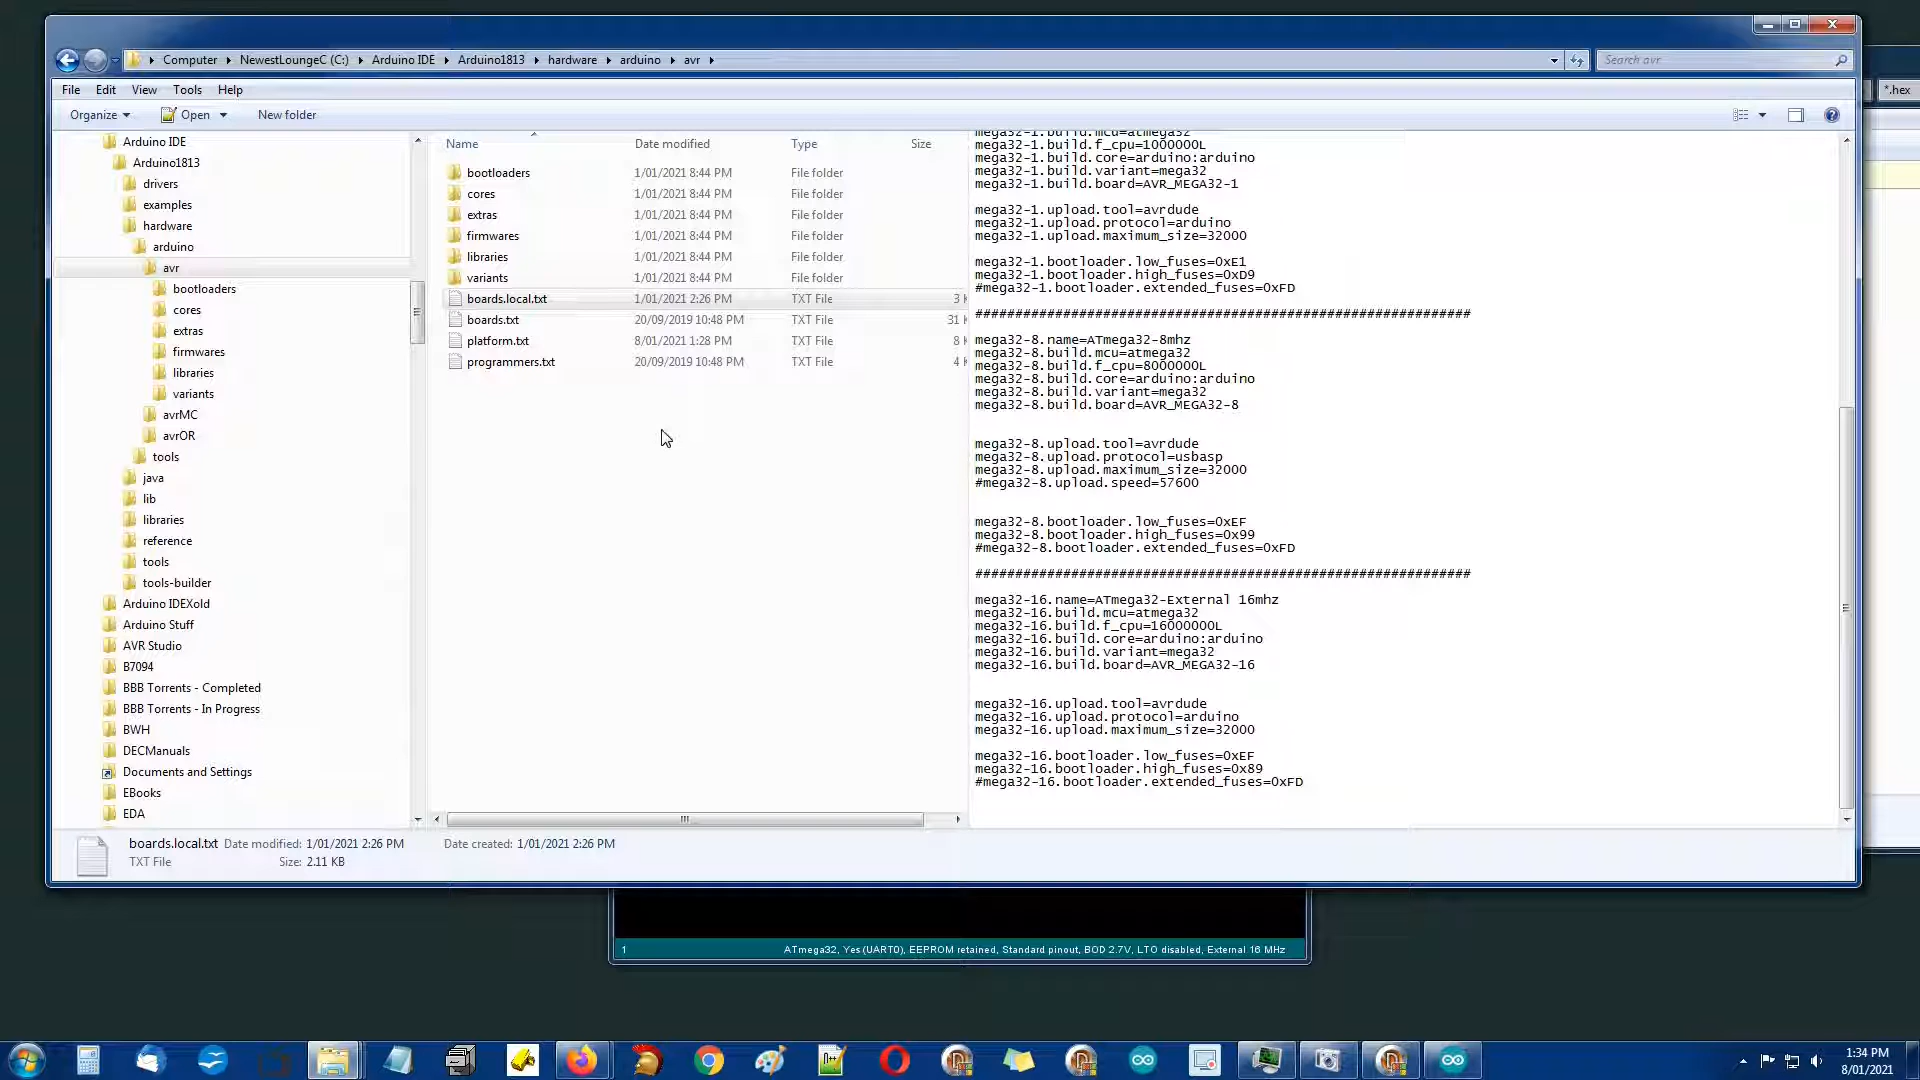 Computer NewestLoungeC (C:) Arduino IDE Arduino1813 hardware arduino avr
Search avr
File Edit View Tools Help
Organize Open New folder
*.hex
Arduino IDE
Arduino1813
drivers
examples
hardware
arduino
avr
bootloaders
cores
extras
firmwares
libraries
variants
avrMC
avrOR
tools
java
lib
libraries
reference
tools
tools-builder
Arduino IDEXold
Arduino Stuff
AVR Studio
B7094
BBB Torrents - Completed
BBB Torrents - In Progress
BWH
DECManuals
Documents and Settings
EBooks
EDA
Name Date modified Type Size
bootloaders 1/01/2021 8:44 PM File folder
cores 1/01/2021 8:44 PM File folder
extras 1/01/2021 8:44 PM File folder
firmwares 1/01/2021 8:44 PM File folder
libraries 1/01/2021 8:44 PM File folder
variants 1/01/2021 8:44 PM File folder
boards.local.txt 1/01/2021 2:26 PM TXT File 3
boards.txt 20/09/2019 10:48 PM TXT File 31
platform.txt 8/01/2021 1:28 PM TXT File 8
programmers.txt 20/09/2019 10:48 PM TXT File 4
mega32-1.build.mcu=atmega32
mega32-1.build.f_cpu=1000000L
mega32-1.build.core=arduino:arduino
mega32-1.build.variant=mega32
mega32-1.build.board=AVR_MEGA32-1
mega32-1.upload.tool=avrdude
mega32-1.upload.protocol=arduino
mega32-1.upload.maximum_size=32000
mega32-1.bootloader.low_fuses=0xE1
mega32-1.bootloader.high_fuses=0xD9
#mega32-1.bootloader.extended_fuses=0xFD
##############################################################
mega32-8.name=ATmega32-8mhz
mega32-8.build.mcu=atmega32
mega32-8.build.f_cpu=8000000L
mega32-8.build.core=arduino:arduino
mega32-8.build.variant=mega32
mega32-8.build.board=AVR_MEGA32-8
mega32-8.upload.tool=avrdude
mega32-8.upload.protocol=usbasp
mega32-8.upload.maximum_size=32000
#mega32-8.upload.speed=57600
mega32-8.bootloader.low_fuses=0xEF
mega32-8.bootloader.high_fuses=0x99
#mega32-8.bootloader.extended_fuses=0xFD
##############################################################
mega32-16.name=ATmega32-External 16mhz
mega32-16.build.mcu=atmega32
mega32-16.build.f_cpu=16000000L
mega32-16.build.core=arduino:arduino
mega32-16.build.variant=mega32
mega32-16.build.board=AVR_MEGA32-16
mega32-16.upload.tool=avrdude
mega32-16.upload.protocol=arduino
mega32-16.upload.maximum_size=32000
mega32-16.bootloader.low_fuses=0xEF
mega32-16.bootloader.high_fuses=0x89
#mega32-16.bootloader.extended_fuses=0xFD
boards.local.txt Date modified: 1/01/2021 2:26 PM Date created: 1/01/2021 2:26 PM
TXT File Size: 2.11 KB
1 ATmega32, Yes (UART0), EEPROM retained, Standard pinout, BOD 2.7V, LTO disabled, External 16 MHz
1:34 PM
8/01/2021